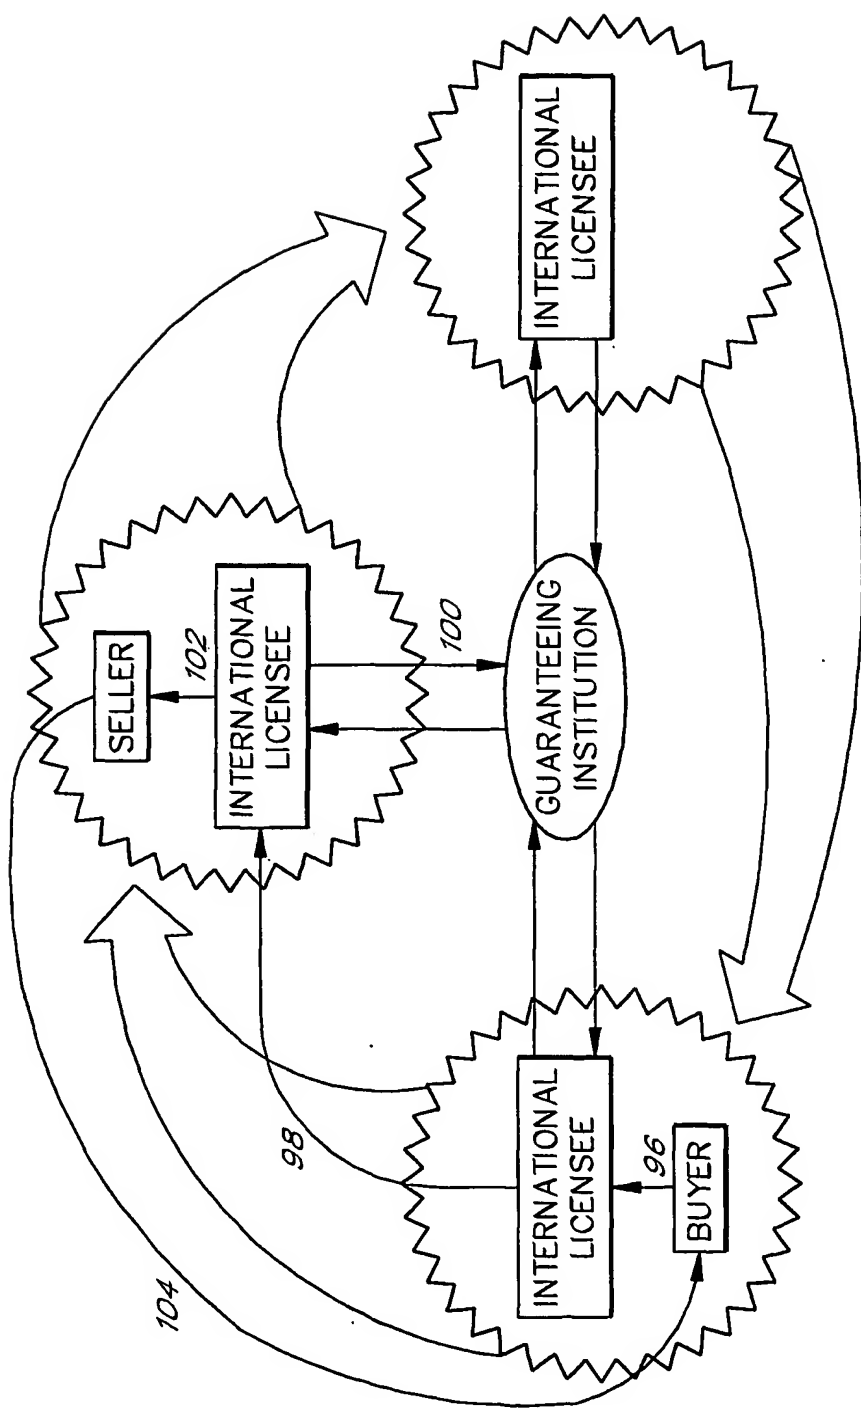 104
SELLER
102
INTERNATIONAL
LICENSEE
98
100
INTERNATIONAL
LICENSEE
96
BUYER
GUARANTEEING
INSTITUTION
INTERNATIONAL
LICENSEE